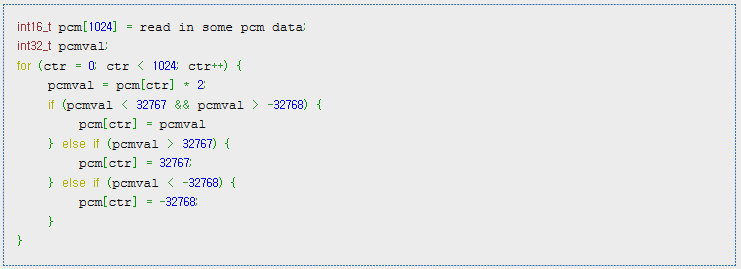 int16_t pcm[1024] = read in some pcm data;
int32_t pcmval;
for (ctr = 0; ctr < 1024; ctr++) {
    pcmval = pcm[ctr] * 2;
    if (pcmval < 32767 && pcmval > -32768) {
        pcm[ctr] = pcmval
    } else if (pcmval > 32767) {
        pcm[ctr] = 32767;
    } else if (pcmval < -32768) {
        pcm[ctr] = -32768;
    }
}